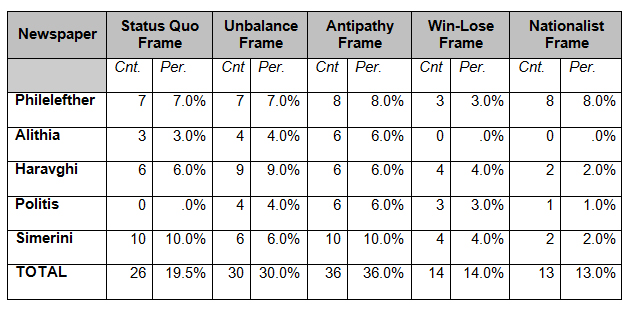 Newspaper Status Quo Frame Unbalance Frame Antipathy Frame Win-Lose Frame Nationalist Frame
Cnt. Per. Cnt Per. Cnt Per. Cnt Per. Cnt. Per.
Philelefther 7 7.0% 7 7.0% 8 8.0% 3 3.0% 8 8.0%
Alithia 3 3.0% 4 4.0% 6 6.0% 0 .0% 0 .0%
Haravghi 6 6.0% 9 9.0% 6 6.0% 4 4.0% 2 2.0%
Politis 0 .0% 4 4.0% 6 6.0% 3 3.0% 1 1.0%
Simerini 10 10.0% 6 6.0% 10 10.0% 4 4.0% 2 2.0%
TOTAL 26 19.5% 30 30.0% 36 36.0% 14 14.0% 13 13.0%